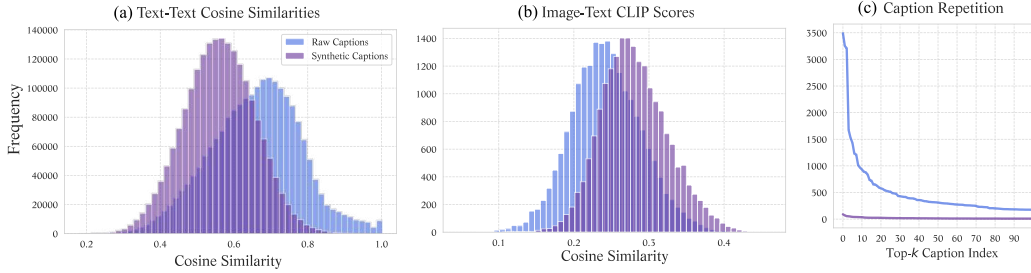 (a) Text-Text Cosine Similarities
140000
120000
100000
80000
60000
40000
20000
0
Frequency
Raw Captions
Synthetic Captions
0.2 0.4 0.6 0.8 1.0
Cosine Similarity
(b) Image-Text CLIP Scores
1400
1200
1000
800
600
400
200
0
0.1 0.2 0.3 0.4
Cosine Similarity
(c) Caption Repetition
3500
3000
2500
2000
1500
1000
500
0
0 10 20 30 40 50 60 70 80 90
Top-k Caption Index